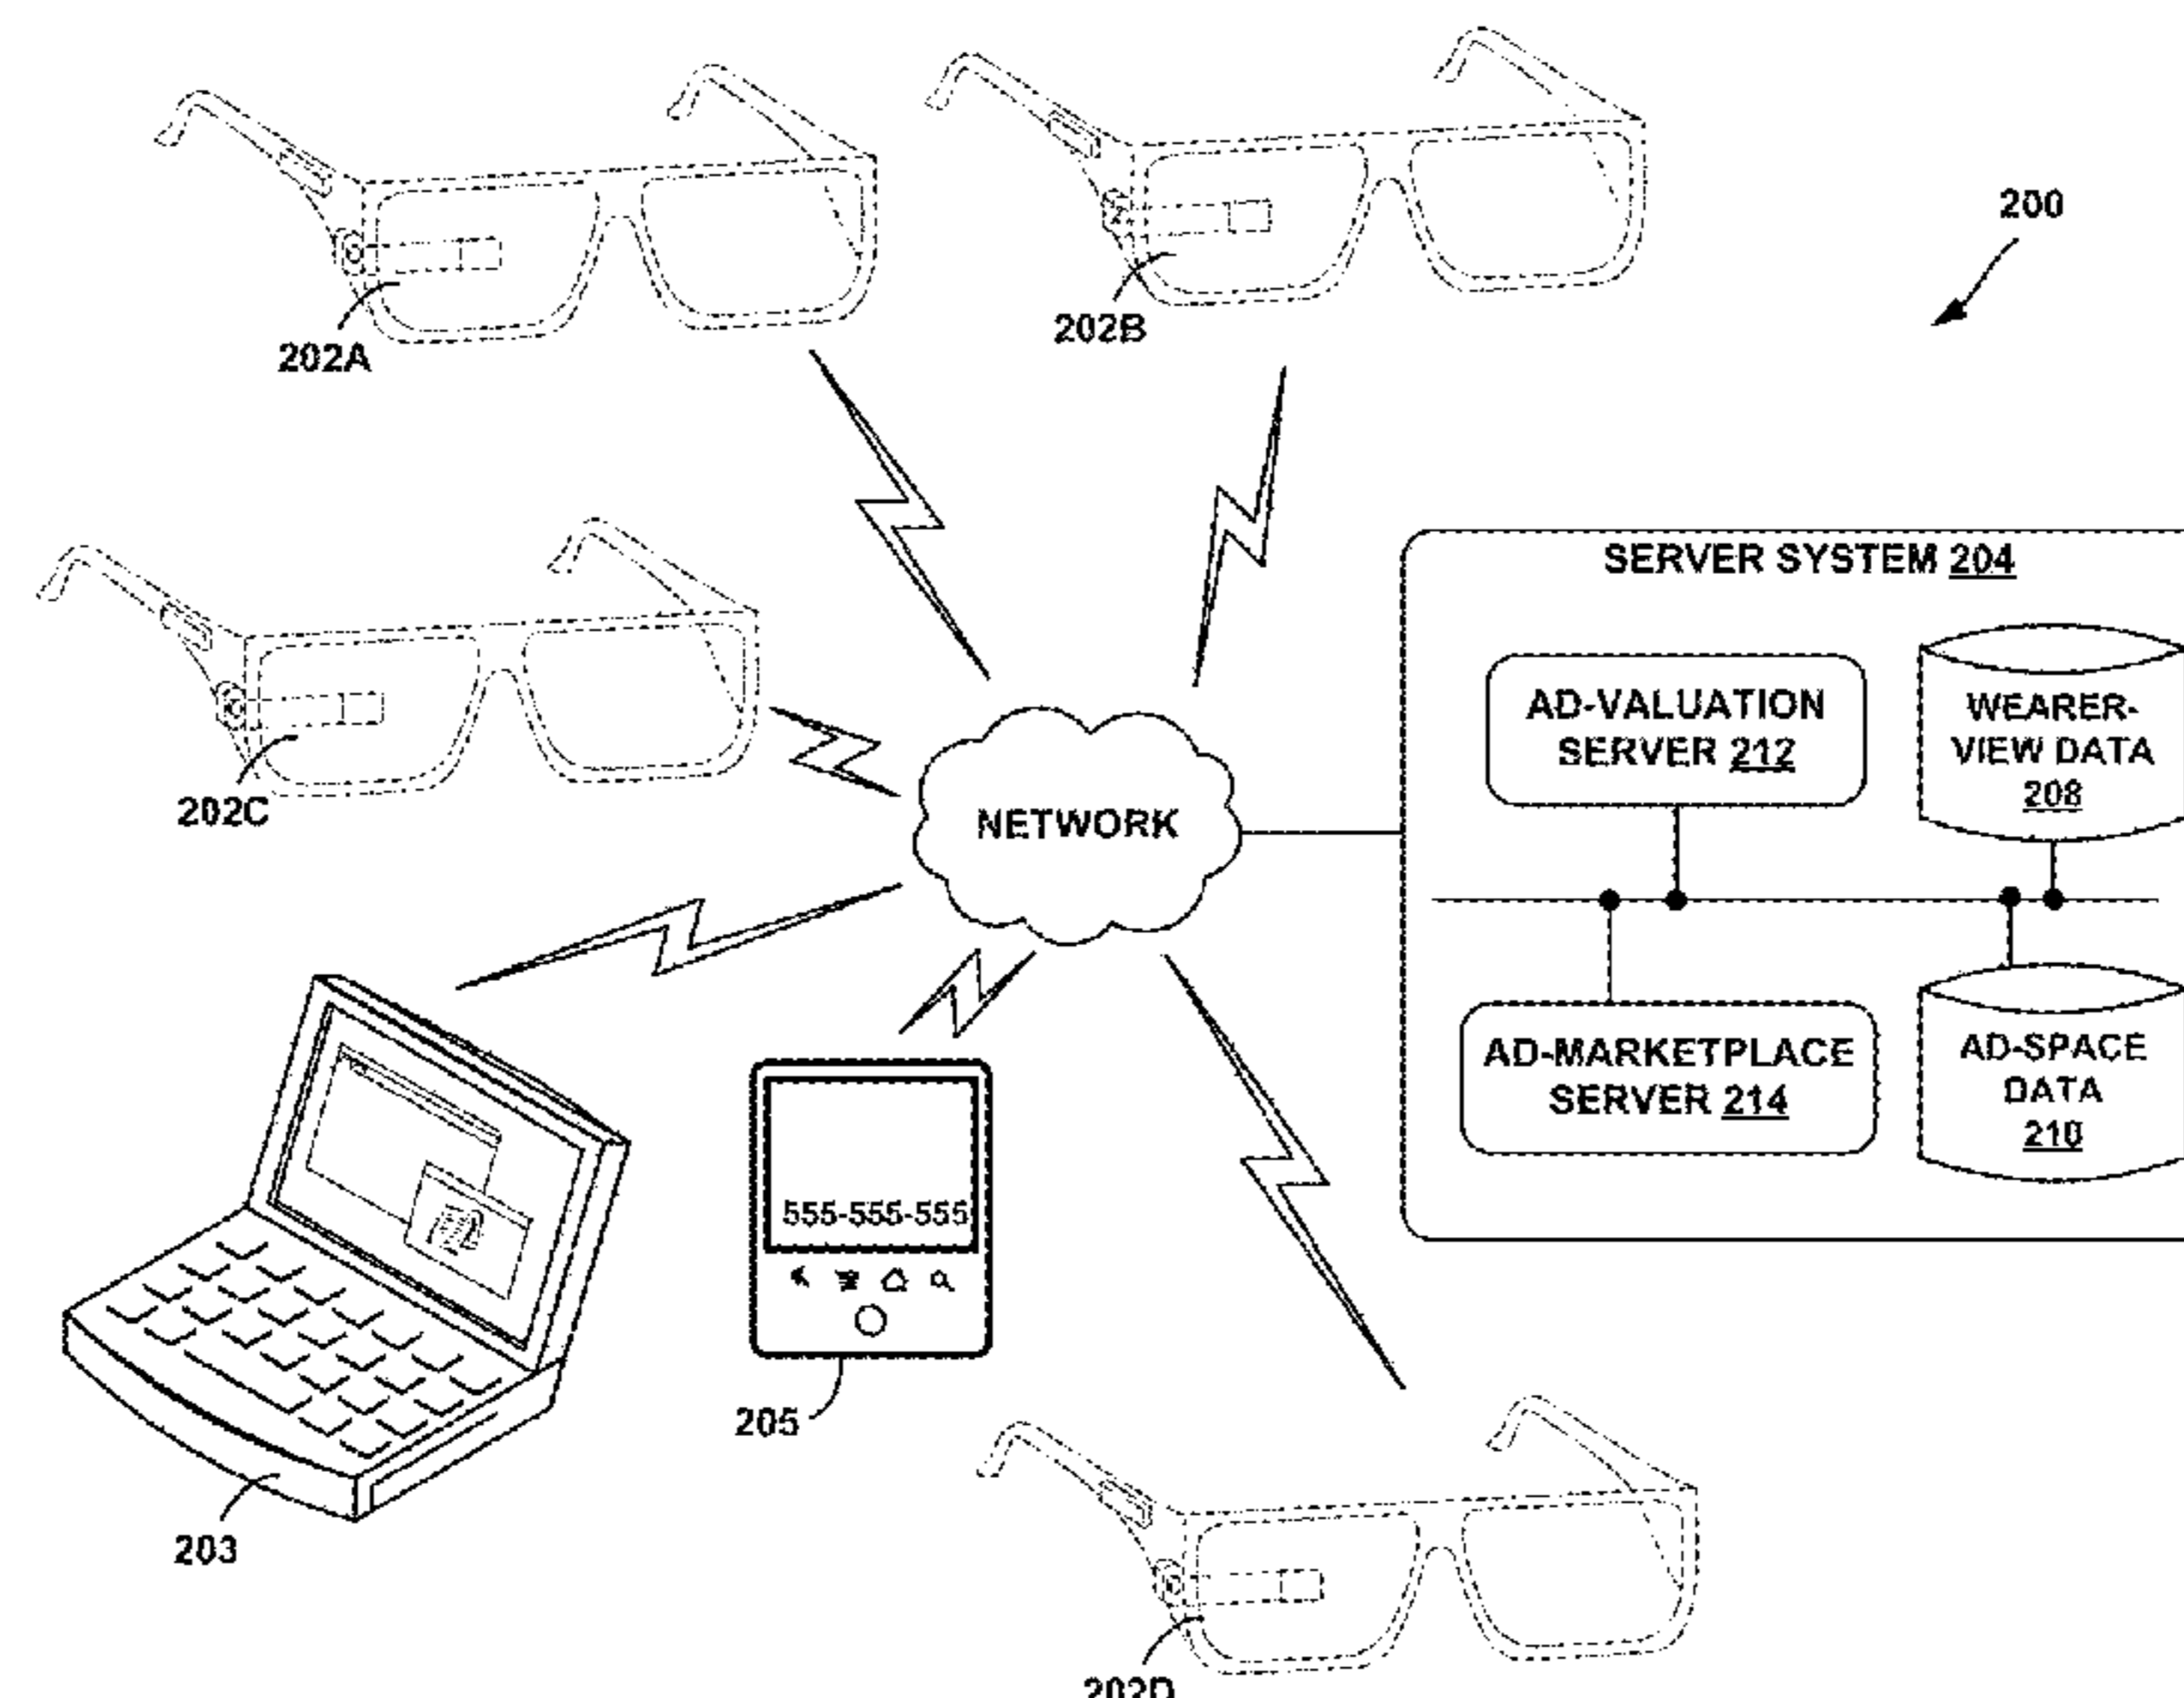 200
202A
202B
SERVER SYSTEM 204
AD-VALUATION
SERVER 212
WEARER-
VIEW DATA
208
202C
NETWORK
AD-MARKETPLACE
SERVER 214
AD-SPACE
DATA
210
555-555-555
205
203
202D